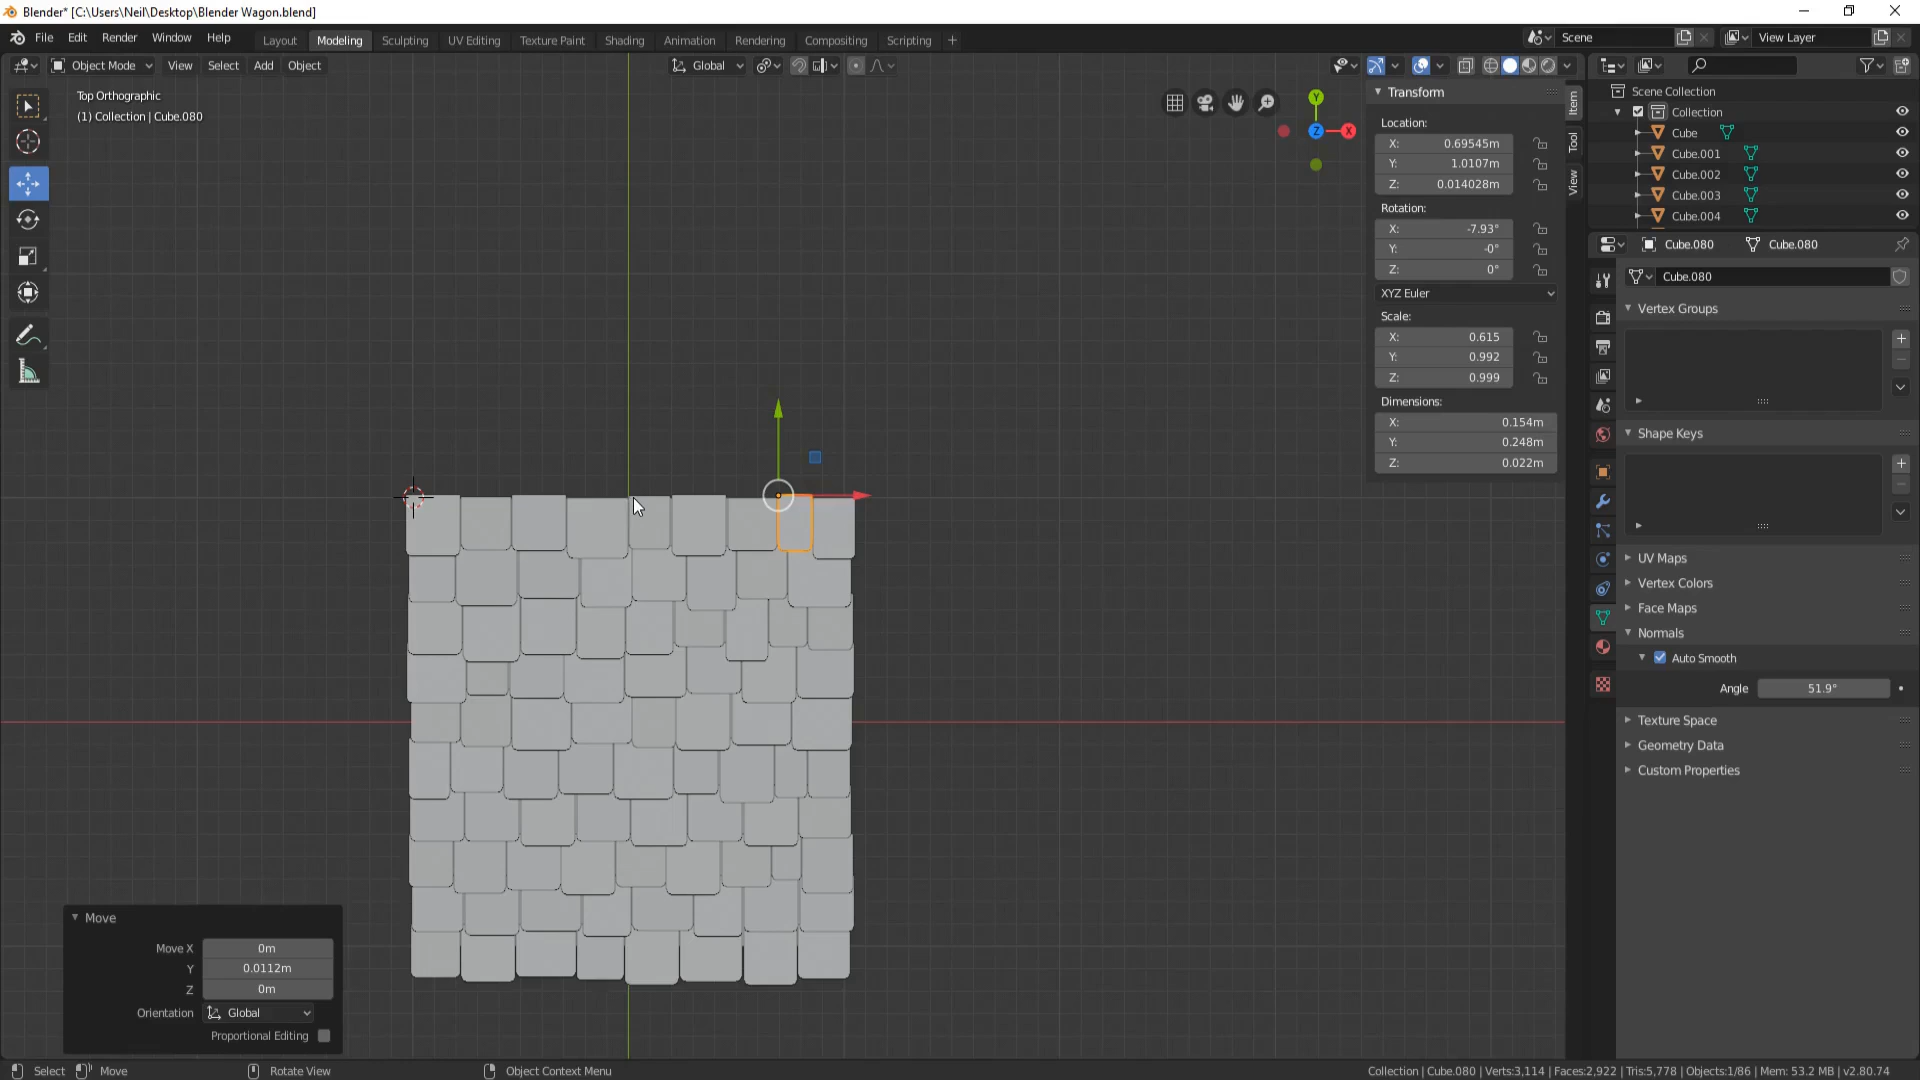 Blender* [C:\Users\Neil\Desktop\Blender Wagon.blend]
File Edit Render Window Help
Layout Modeling Sculpting UV Editing Texture Paint Shading Animation Rendering Compositing Scripting +
Scene
View Layer
Object Mode View Select Add Object
Global
Top Orthographic
(1) Collection | Cube.080
Y
Z
X
Transform
Location:
X: 0.69545m
Y: 1.0107m
Z: 0.014028m
Rotation:
X: -7.93°
Y: -0°
Z: 0°
XYZ Euler
Scale:
X: 0.615
Y: 0.992
Z: 0.999
Dimensions:
X: 0.154m
Y: 0.248m
Z: 0.022m
Item
Tool
View
Scene Collection
Collection
Cube
Cube.001
Cube.002
Cube.003
Cube.004
Cube.080 Cube.080
Cube.080
Vertex Groups
Shape Keys
UV Maps
Vertex Colors
Face Maps
Normals
Auto Smooth
Angle 51.9°
Texture Space
Geometry Data
Custom Properties
Move
Move X 0m
Y 0.0112m
Z 0m
Orientation Global
Proportional Editing
Select Move Rotate View Object Context Menu
Collection | Cube.080 | Verts:3,114 | Faces:2,922 | Tris:5,778 | Objects:1/86 | Mem: 53.2 MB | v2.80.74